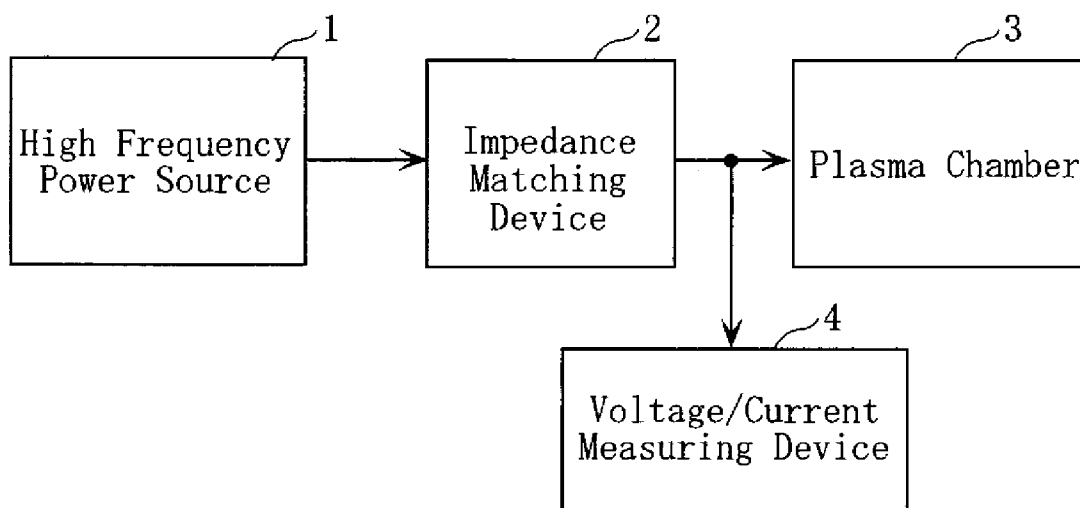 1
2
3
High Frequency
Power Source
Impedance
Matching
Device
Plasma Chamber
4
Voltage/Current
Measuring Device